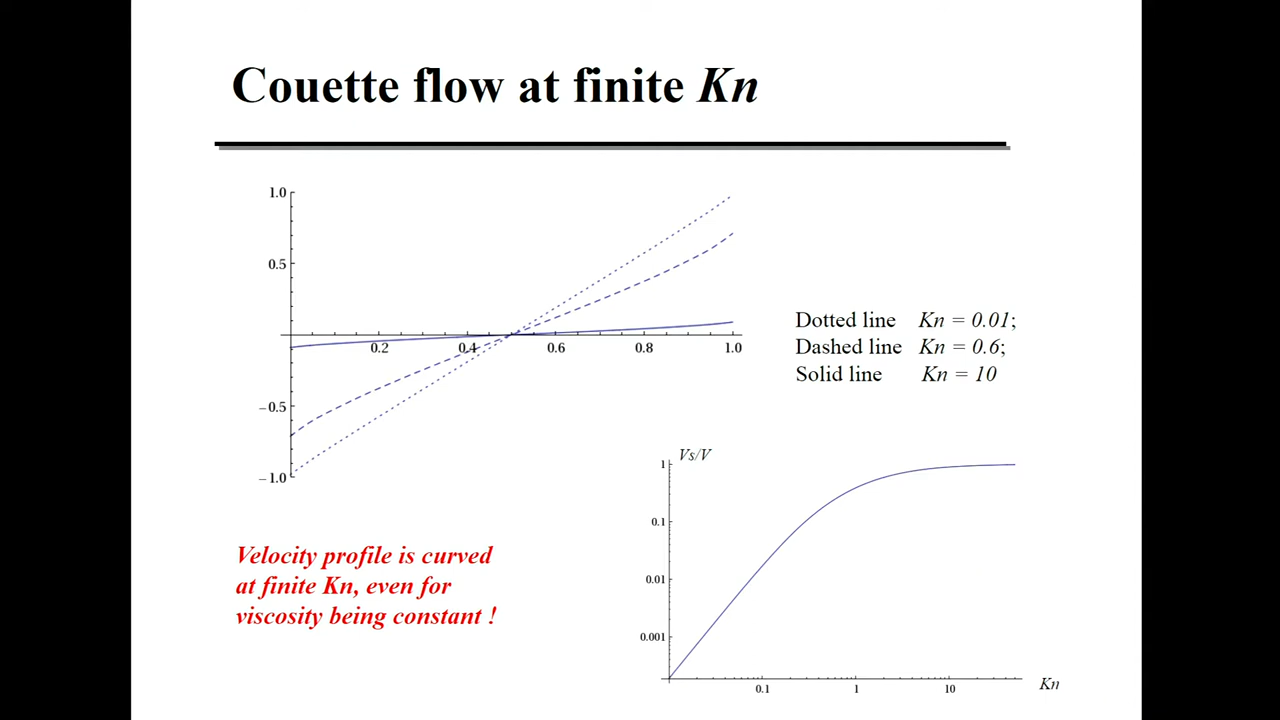 Couette flow at finite Kn
1.0
0.5
0.2 0.4 0.6 0.8 1.0
−0.5
−1.0
Dotted line Kn = 0.01;
Dashed line Kn = 0.6;
Solid line Kn = 10
Vs/V
1
0.1
0.01
0.001
0.1 1 10 Kn
Velocity profile is curved
at finite Kn, even for
viscosity being constant !